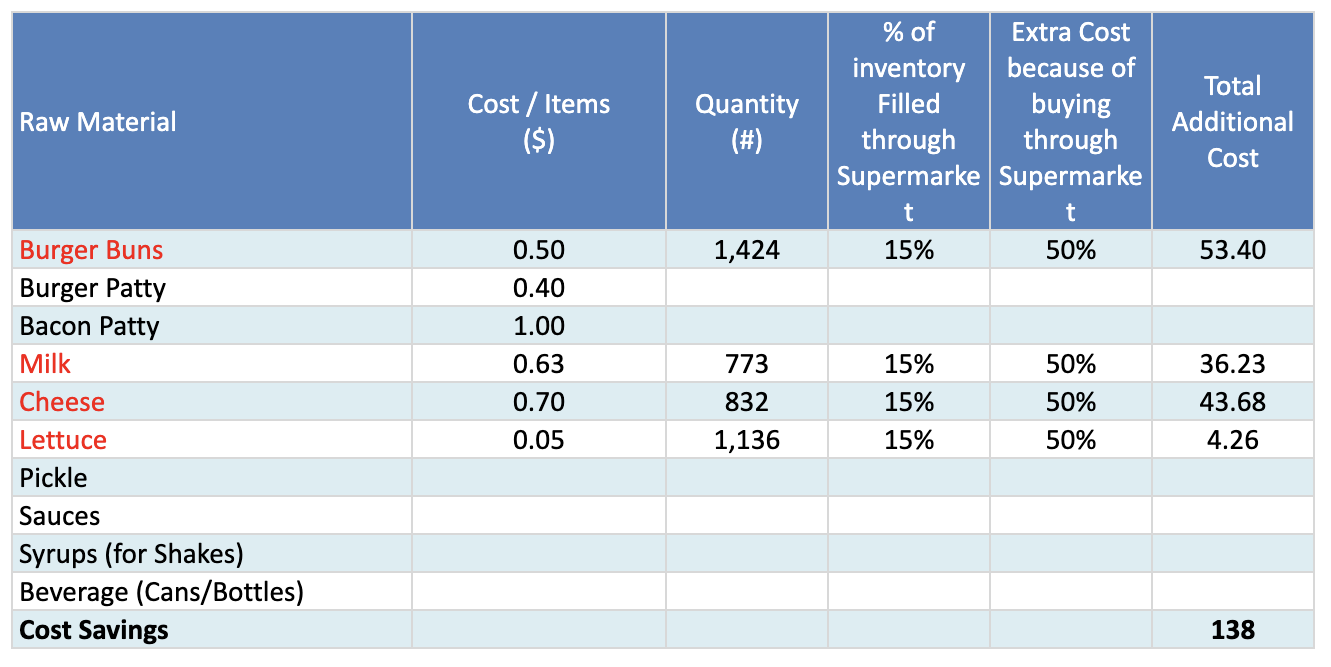 Raw Material Cost / Items ($) Quantity (#) % of inventory Filled through Supermarke t Extra Cost because of buying through Supermarke t Total Additional Cost
Burger Buns 0.50 1,424 15% 50% 53.40
Burger Patty 0.40
Bacon Patty 1.00
Milk 0.63 773 15% 50% 36.23
Cheese 0.70 832 15% 50% 43.68
Lettuce 0.05 1,136 15% 50% 4.26
Pickle
Sauces
Syrups (for Shakes)
Beverage (Cans/Bottles)
Cost Savings 138